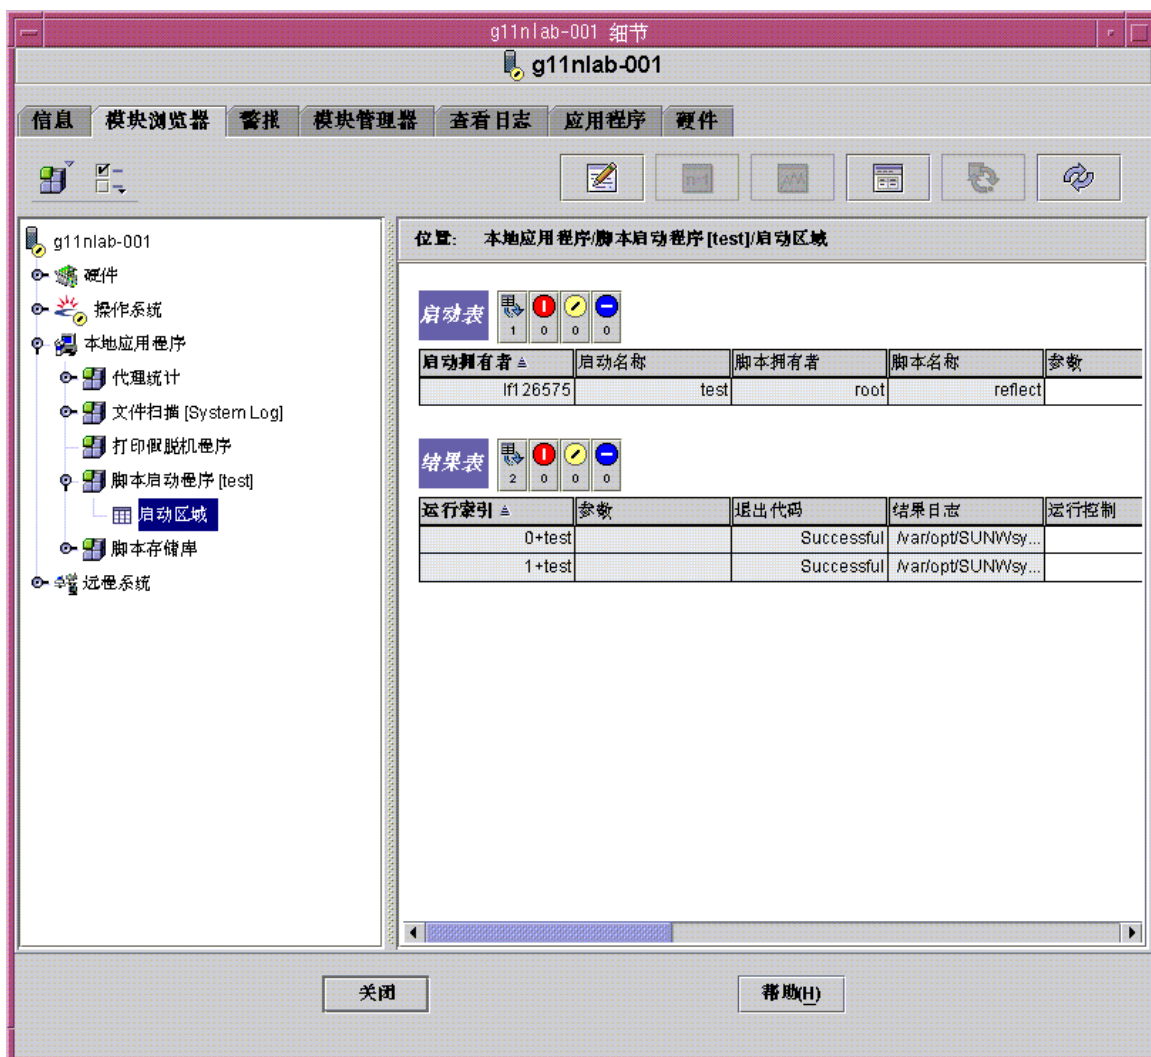 g11nlab-001 细节
g11nlab-001
信息 模块浏览器 警报 模块管理器 查看日志 应用程序 硬件
g11nlab-001
硬件
操作系统
本地应用程序
代理统计
文件扫描 [System Log]
打印假脱机程序
脚本启动程序 [test]
启动区域
脚本存储库
远程系统
位置: 本地应用程序/脚本启动程序 [test]/启动区域
启动表 1 0 0 0
启动拥有者 启动名称 脚本拥有者 脚本名称 参数
lf126575 test root reflect
结果表 2 0 0 0
运行索引 参数 退出代码 结果日志 运行控制
0+test Successful /var/opt/SUNWsy...
1+test Successful /var/opt/SUNWsy...
关闭 帮助(H)